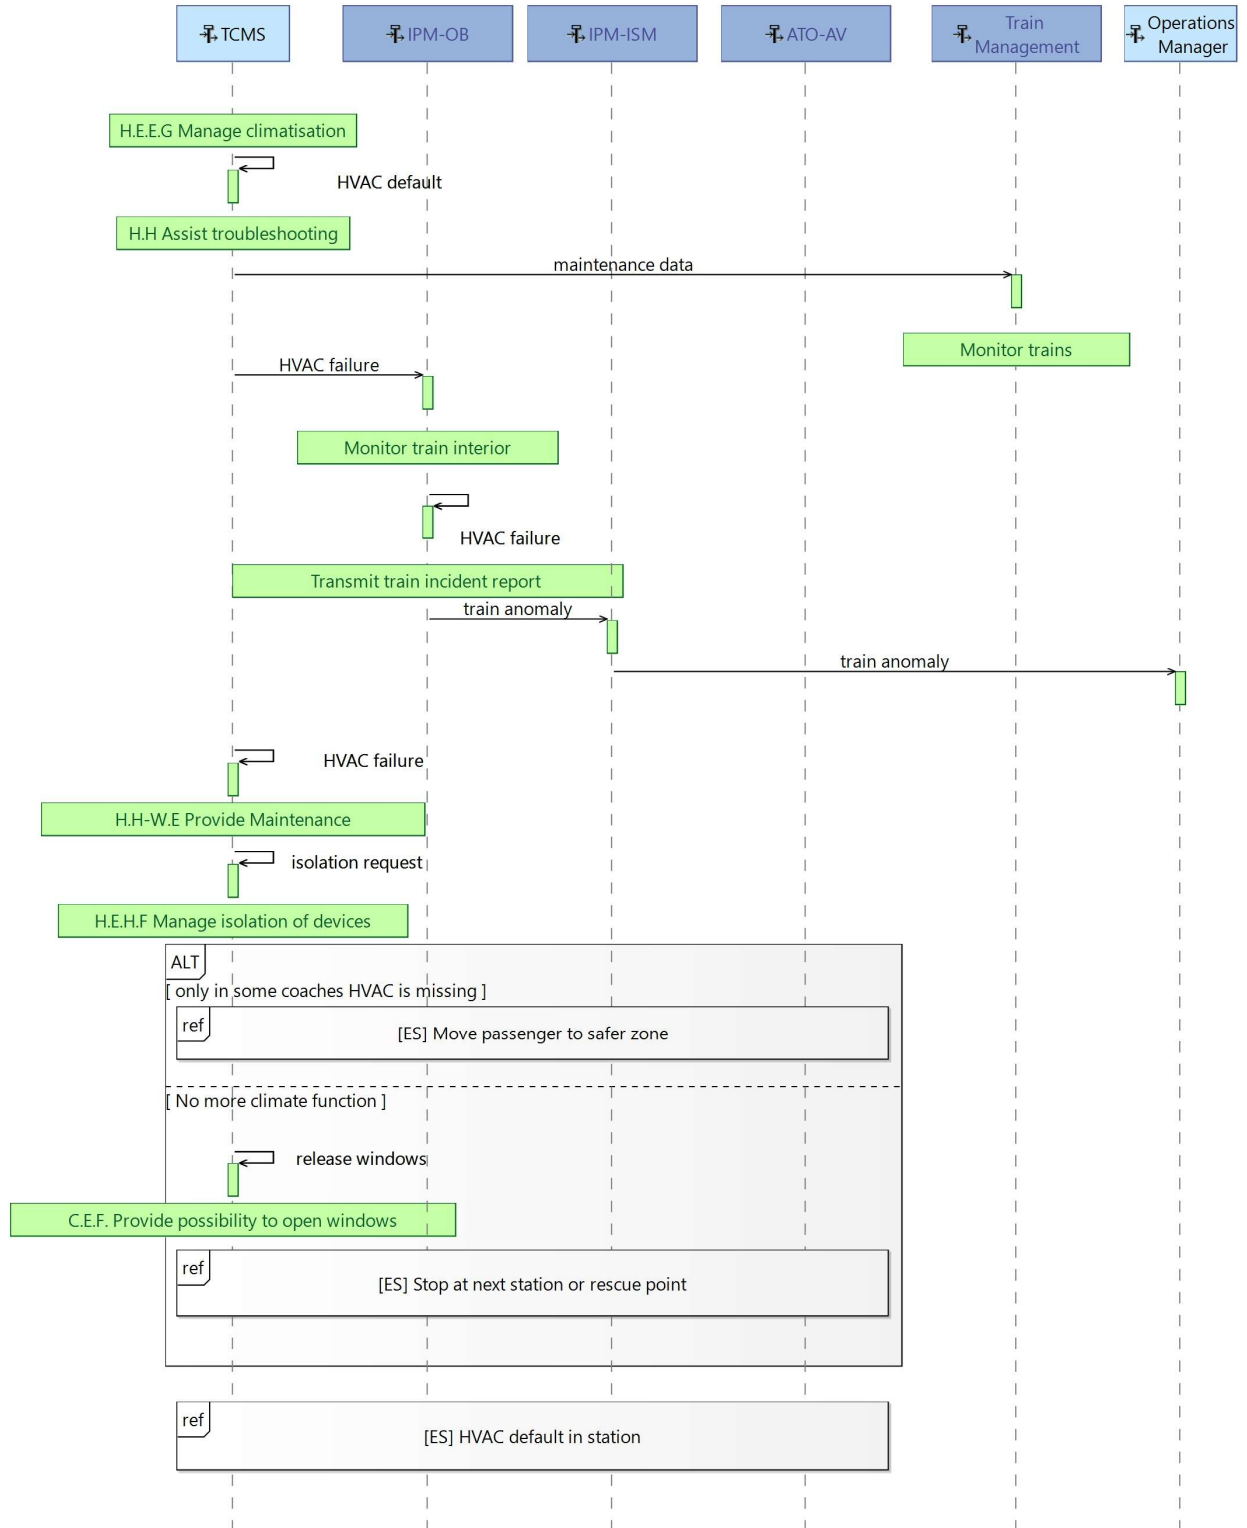 TCMS
IPM-OB
IPM-ISM
ATO-AV
Train
Management
Operations
Manager
H.E.E.G Manage climatisation
HVAC default
H.H Assist troubleshooting
maintenance data
Monitor trains
HVAC failure
Monitor train interior
HVAC failure
Transmit train incident report
train anomaly
train anomaly
HVAC failure
H.H-W.E Provide Maintenance
isolation request
H.E.H.F Manage isolation of devices
ALT
[ only in some coaches HVAC is missing ]
ref
[ES] Move passenger to safer zone
[ No more climate function ]
release windows
C.E.F. Provide possibility to open windows
ref
[ES] Stop at next station or rescue point
ref
[ES] HVAC default in station